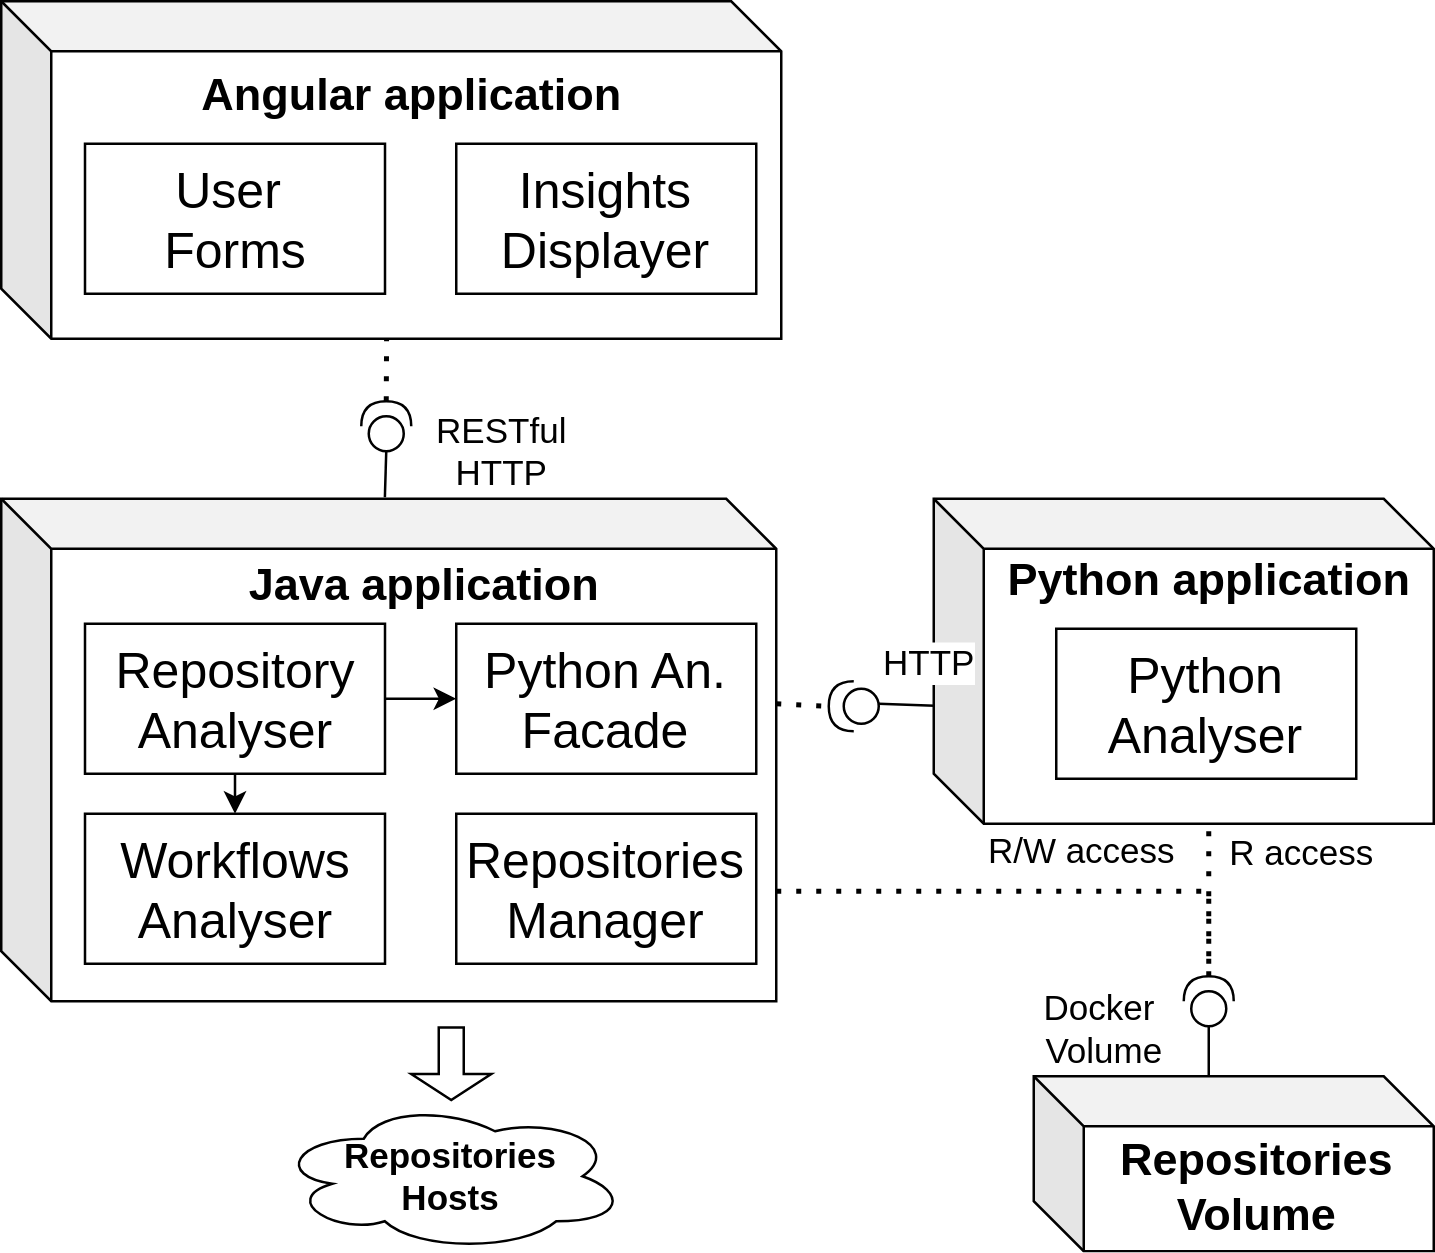 Angular application
User
Forms
Insights
Displayer
RESTful
HTTP
Java application
Repository
Analyser
Python An.
Facade
Workflows
Analyser
Repositories
Manager
HTTP
Python application
Python
Analyser
R/W access
R access
Docker
Volume
Repositories
Hosts
Repositories
Volume